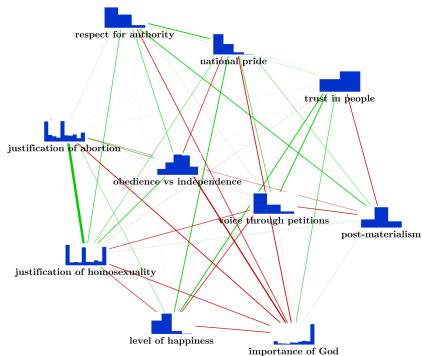 respect for authority
national pride
trust in people
justification of abortion
obedience vs independence
voice through petitions
post-materialism
justification of homosexuality
level of happiness
importance of God